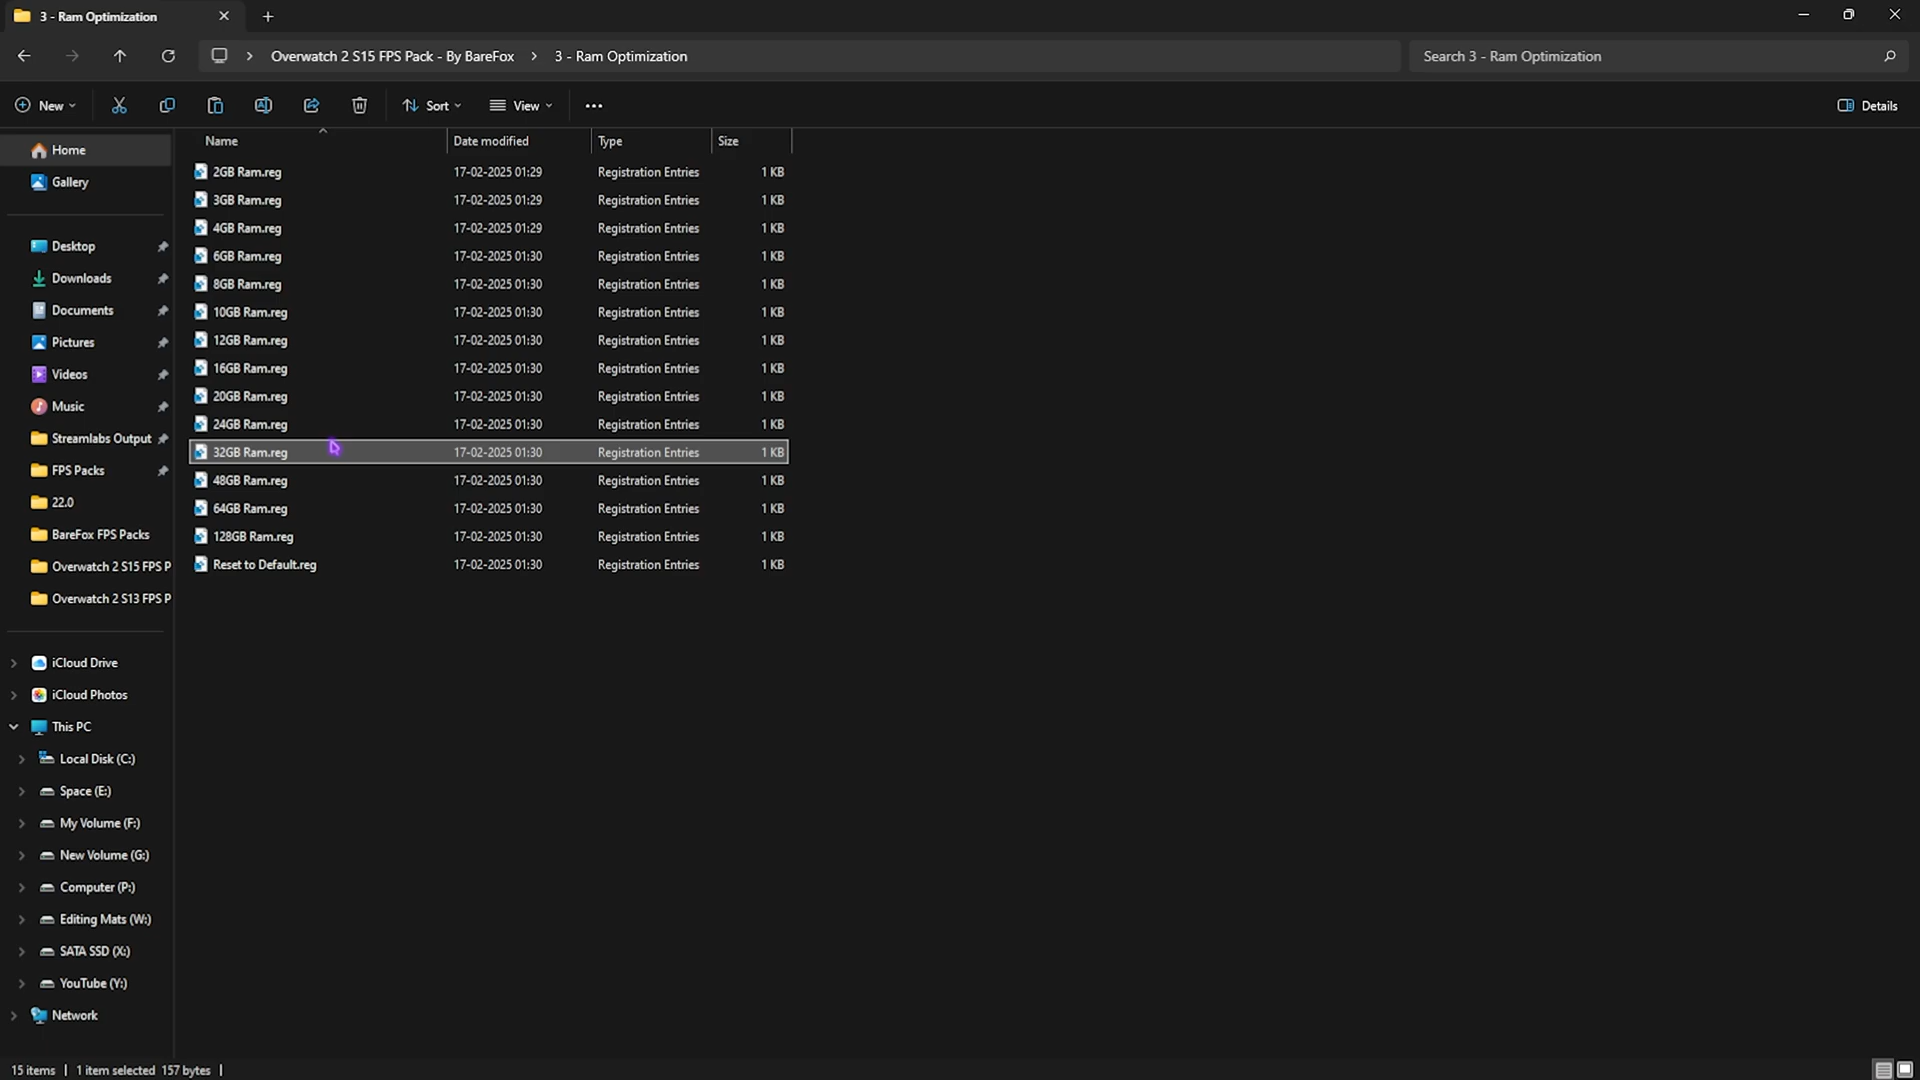 3 - Ram Optimization
Overwatch 2 S15 FPS Pack - By BareFox > 3 - Ram Optimization
Search 3 - Ram Optimization
New
Sort
View
Details
Name Date modified Type Size
Home
Gallery
Desktop
Downloads
Documents
Pictures
Videos
Music
Streamlabs Output
FPS Packs
22.0
BareFox FPS Packs
Overwatch 2 S15 FPS P
Overwatch 2 S13 FPS P
iCloud Drive
iCloud Photos
This PC
Local Disk (C:)
Space (E:)
My Volume (F:)
New Volume (G:)
Computer (P:)
Editing Mats (W:)
SATA SSD (X:)
YouTube (Y:)
Network
2GB Ram.reg 17-02-2025 01:29 Registration Entries 1 KB
3GB Ram.reg 17-02-2025 01:29 Registration Entries 1 KB
4GB Ram.reg 17-02-2025 01:29 Registration Entries 1 KB
6GB Ram.reg 17-02-2025 01:30 Registration Entries 1 KB
8GB Ram.reg 17-02-2025 01:30 Registration Entries 1 KB
10GB Ram.reg 17-02-2025 01:30 Registration Entries 1 KB
12GB Ram.reg 17-02-2025 01:30 Registration Entries 1 KB
16GB Ram.reg 17-02-2025 01:30 Registration Entries 1 KB
20GB Ram.reg 17-02-2025 01:30 Registration Entries 1 KB
24GB Ram.reg 17-02-2025 01:30 Registration Entries 1 KB
32GB Ram.reg 17-02-2025 01:30 Registration Entries 1 KB
48GB Ram.reg 17-02-2025 01:30 Registration Entries 1 KB
64GB Ram.reg 17-02-2025 01:30 Registration Entries 1 KB
128GB Ram.reg 17-02-2025 01:30 Registration Entries 1 KB
Reset to Default.reg 17-02-2025 01:30 Registration Entries 1 KB
15 items | 1 item selected 157 bytes |